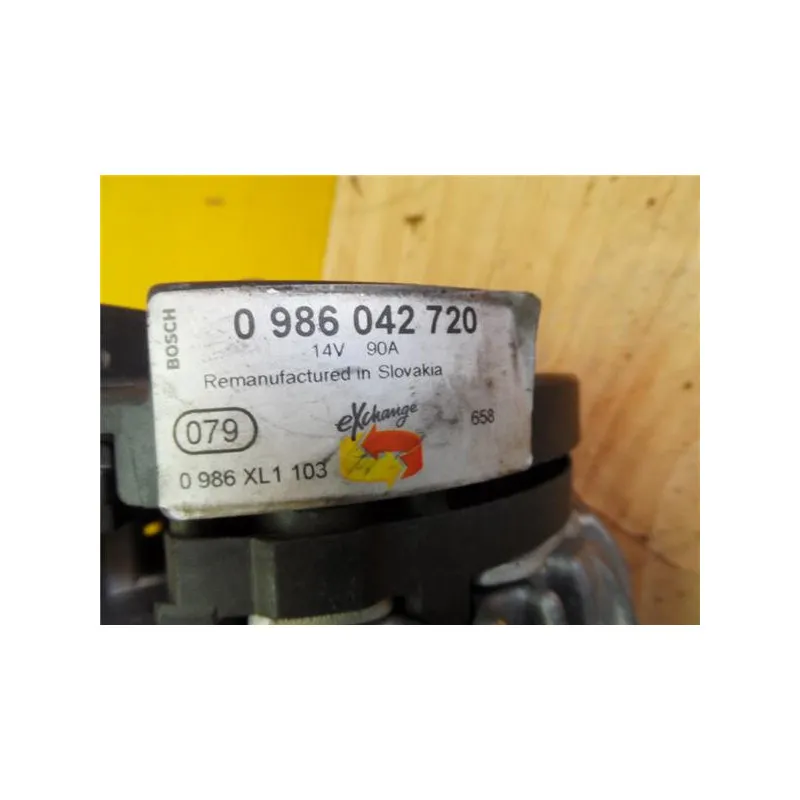 BOSCH
0 986 042 720
14V 90A
Remanufactured in Slovakia
079
eXchange
658
0 986 XL1 103